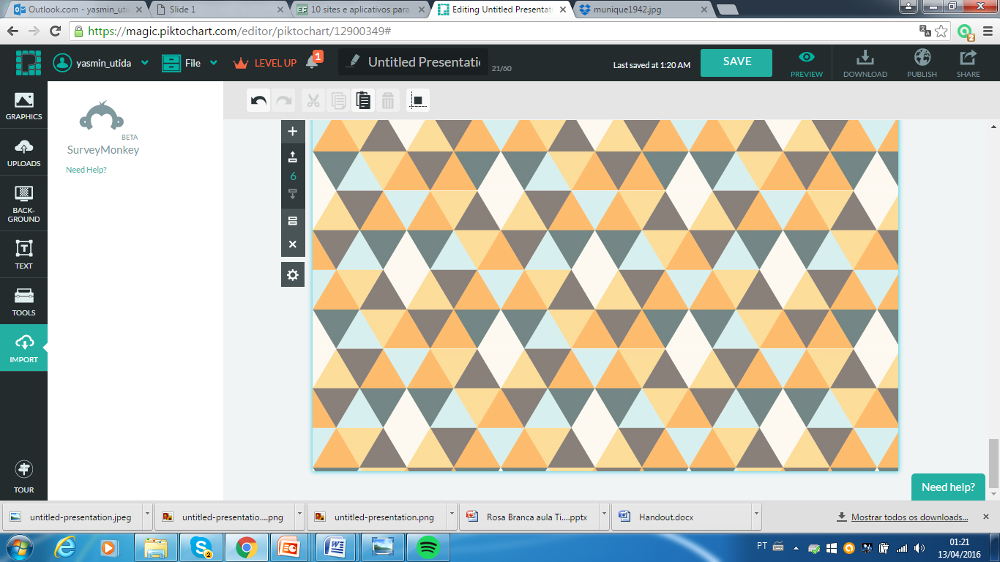 Outlook.com - yasmin_uti
Slide 1
10 sites e aplicativos para
Editing Untitled Presentat
munique1942.jpg
https://magic.piktochart.com/editor/piktochart/12900349#
2
yasmin_utida
File
LEVEL UP
1
Untitled Presentatic
21/60
Last saved at 1:20 AM
SAVE
PREVIEW
DOWNLOAD
PUBLISH
SHARE
GRAPHICS
UPLOADS
BACK-
GROUND
TEXT
TOOLS
IMPORT
TOUR
BETA
SurveyMonkey
Need Help?
6
Need help?
untitled-presentation.jpeg
untitled-presentatio....png
untitled-presentation.png
Rosa Branca aula Ti....pptx
Handout.docx
Mostrar todos os downloads...
2
PT
01:21
13/04/2016